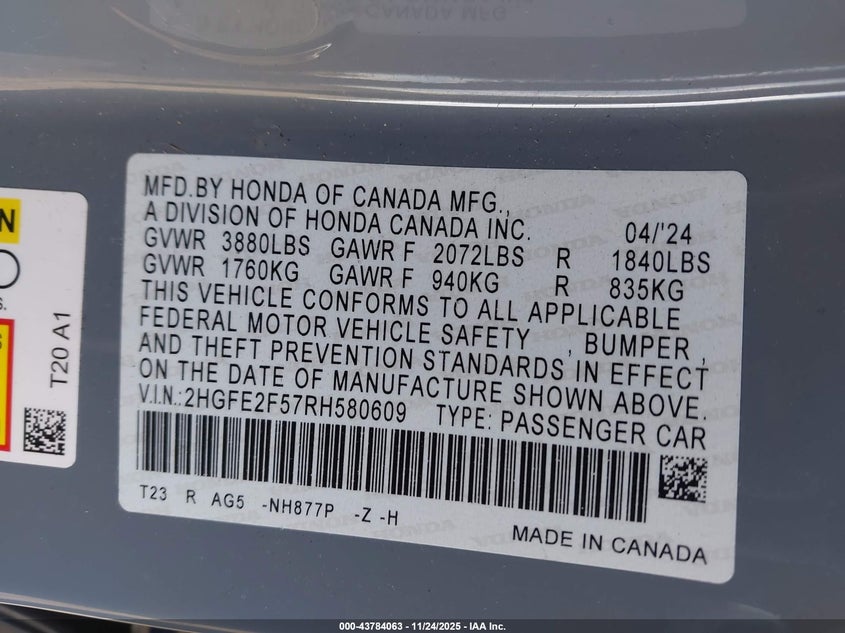 CANADA MFG.
MFD.BY HONDA OF CANADA MFG.,
A DIVISION OF HONDA CANADA INC. 04/'24
GVWR 3880LBS GAWR F 2072LBS R 1840LBS
GVWR 1760KG GAWR F 940KG R 835KG
THIS VEHICLE CONFORMS TO ALL APPLICABLE
FEDERAL MOTOR VEHICLE SAFETY , BUMPER ,
AND THEFT PREVENTION STANDARDS IN EFFECT
ON THE DATE OF MANUFACTURE SHOWN ABOVE.
V.I.N.:2HGFE2F57RH580609 TYPE: PASSENGER CAR
T23 R AG5 -NH877P -Z -H
MADE IN CANADA
T20 A1
000-43784063 - 11/24/2025 - IAA Inc.